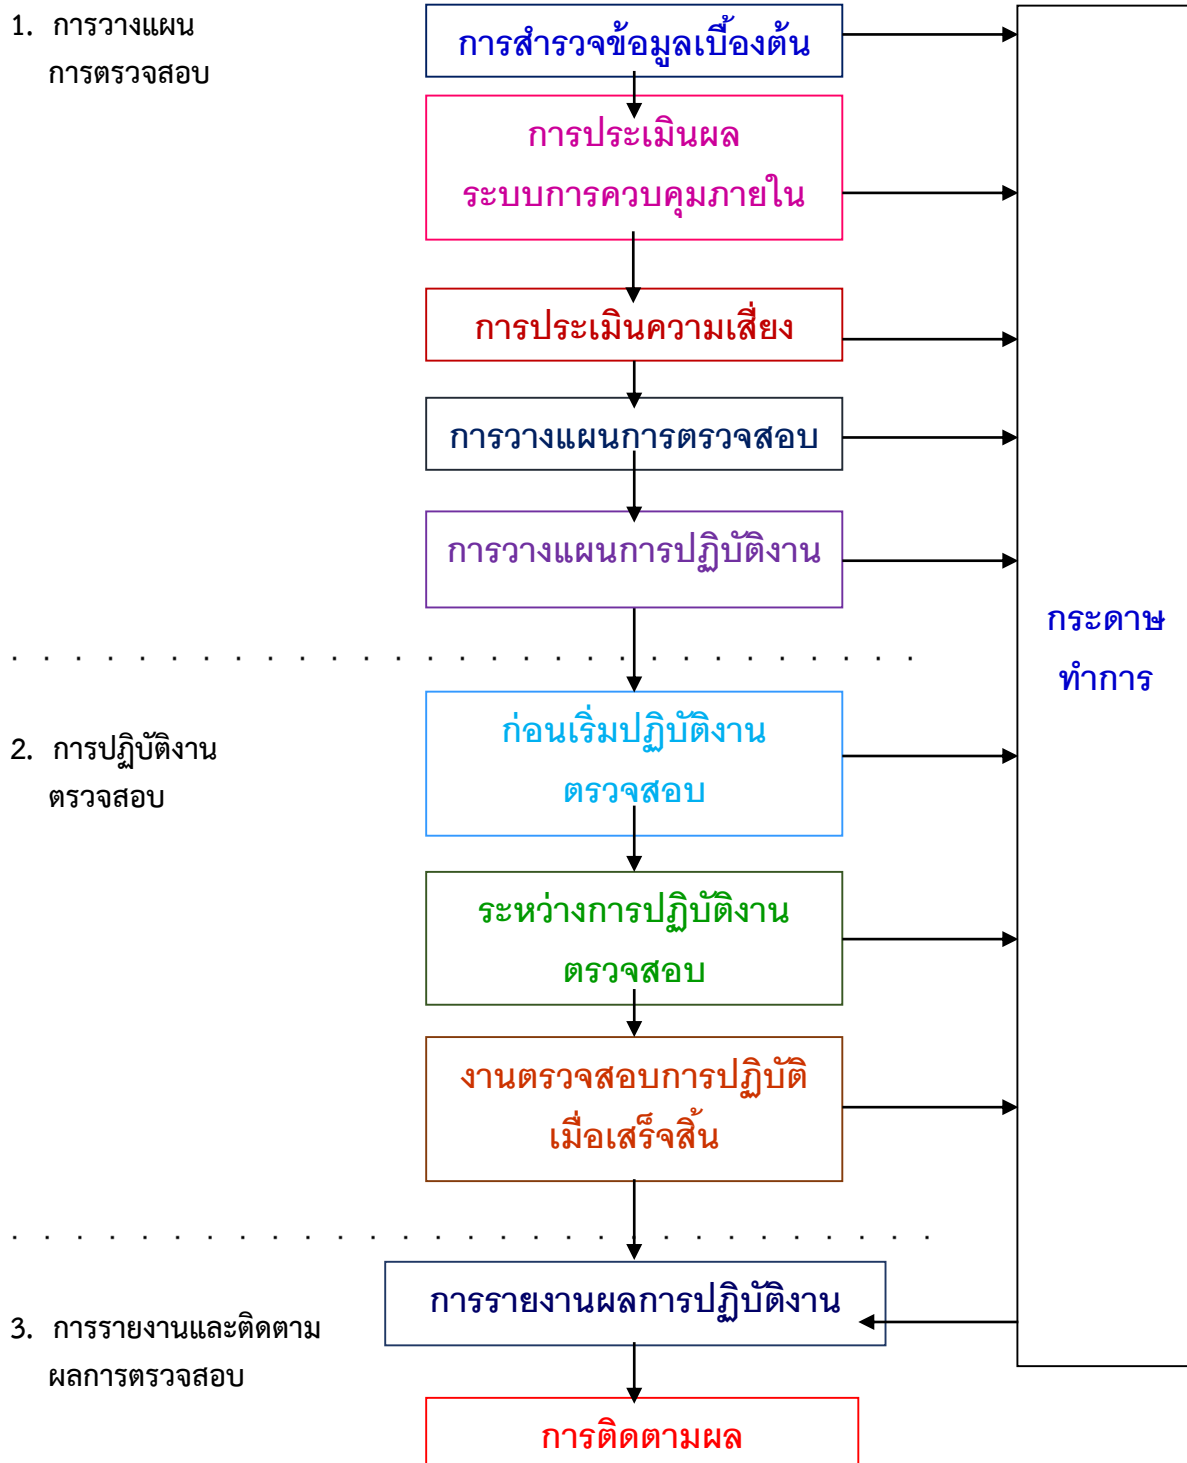 1. การวางแผน
การตรวจสอบ
การสำรวจข้อมูลเบื้องต้น
การประเมินผล
ระบบการควบคุมภายใน
การประเมินความเสี่ยง
การวางแผนการตรวจสอบ
การวางแผนการปฏิบัติงาน
กระดาษ
ทำการ
2. การปฏิบัติงาน
ตรวจสอบ
ก่อนเริ่มปฏิบัติงาน
ตรวจสอบ
ระหว่างการปฏิบัติงาน
ตรวจสอบ
งานตรวจสอบการปฏิบัติ
เมื่อเสร็จสิ้น
3. การรายงานและติดตาม
ผลการตรวจสอบ
การรายงานผลการปฏิบัติงาน
การติดตามผล